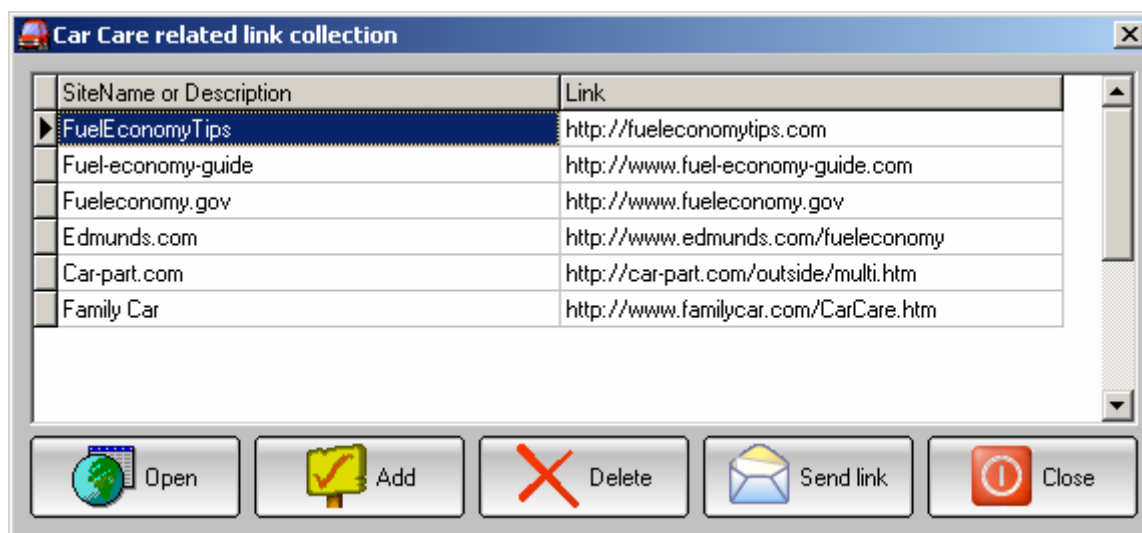 Car Care related link collection
SiteName or Description Link
FuelEconomyTips http://fueleconomytips.com
Fuel-economy-guide http://www.fuel-economy-guide.com
Fueleconomy.gov http://www.fueleconomy.gov
Edmunds.com http://www.edmunds.com/fueleconomy
Car-part.com http://car-part.com/outside/multi.htm
Family Car http://www.familycar.com/CarCare.htm
Open Add Delete Send link Close